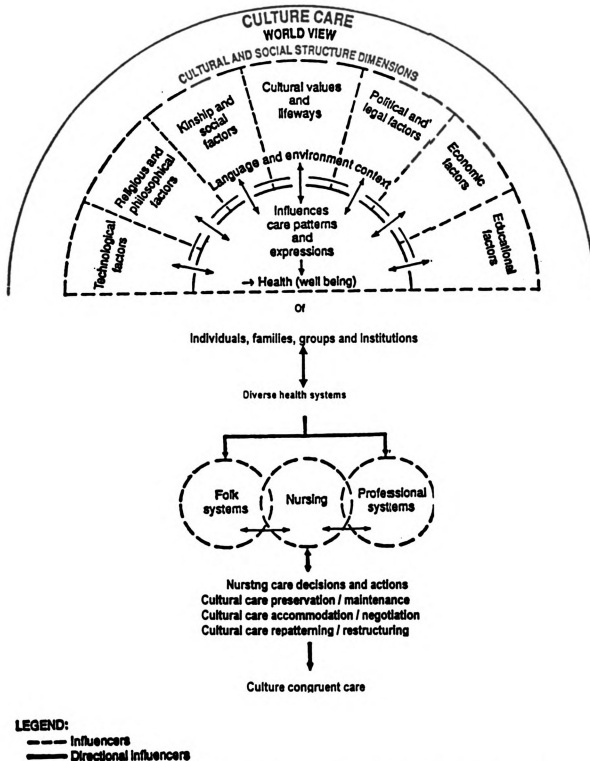 CULTURE CARE
WORLD VIEW
CULTURAL AND SOCIAL STRUCTURE DIMENSIONS
Technological
factors
Religious and
philosophical
factors
Kinship and
social
factors
Cultural values
and
lifeways
Political and
legal factors
Economic
factors
Educational
factors
Language and environment context
Influences
care patterns
and
expressions
→ Health (well being)
Of
Individuals, families, groups and institutions
Diverse health systems
Folk
systems
Nursing
Professional
systems
Nurstng care decisions and actions
Cultural care preservation / maintenance
Cultural care accommodation / negotiation
Cultural care repatterning / restructuring
Culture congruent care
LEGEND:
Influencers
Directional influencers